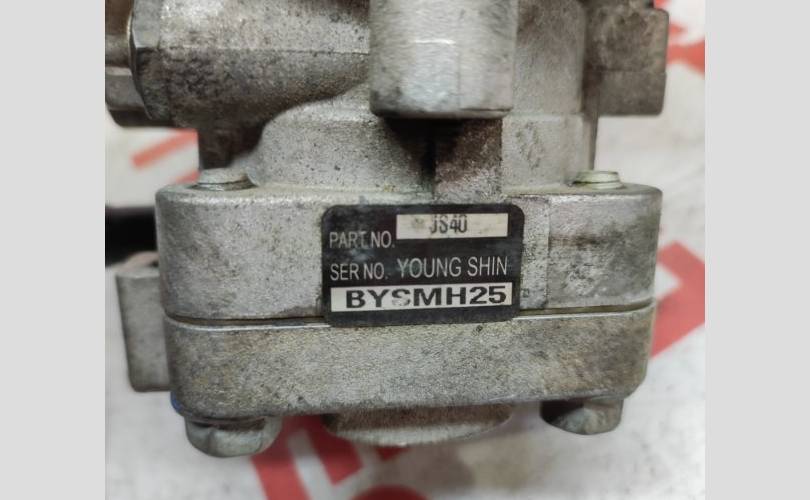 PART.NO. JS40
SER NO. YOUNG SHIN
BYSMH25